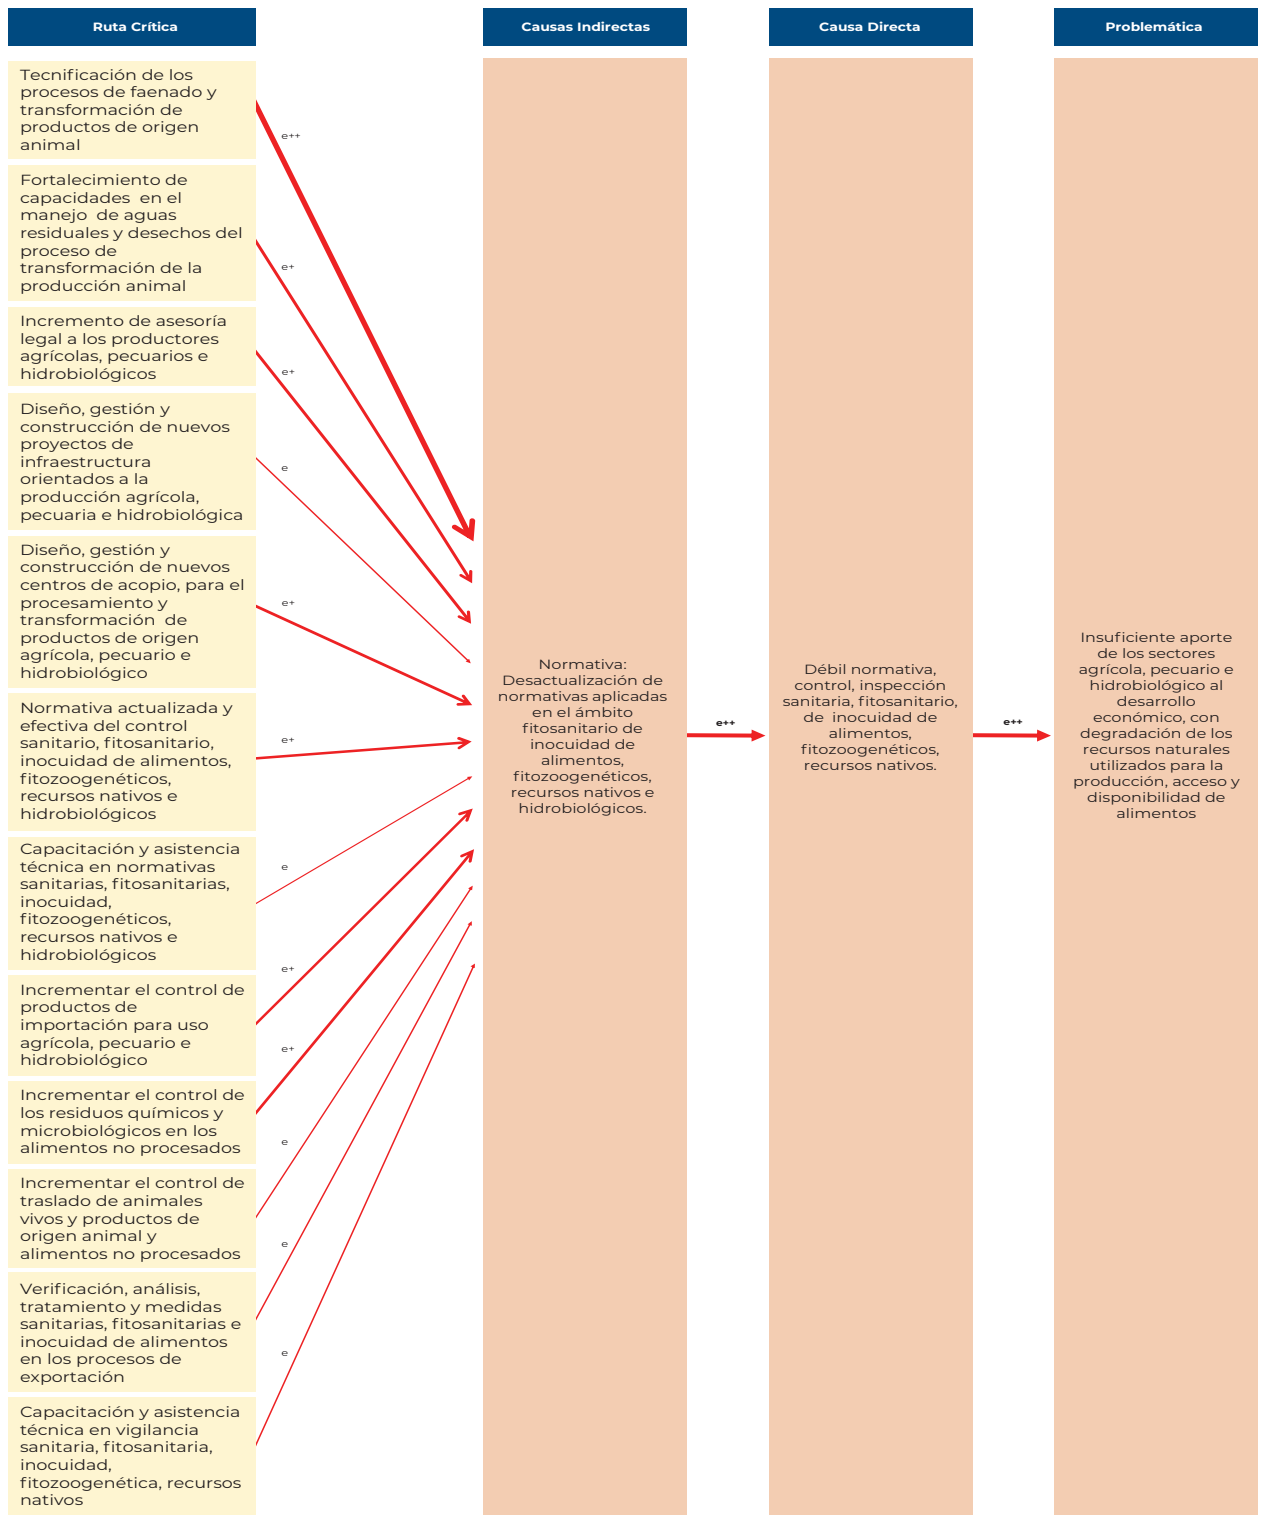 Ruta Crítica
Causas Indirectas
Causa Directa
Problemática
Tecnificación de los
procesos de faenado y
transformación de
productos de origen
animal
Fortalecimiento de
capacidades en el
manejo de aguas
residuales y desechos del
proceso de
transformación de la
producción animal
Incremento de asesoría
legal a los productores
agrícolas, pecuarios e
hidrobiológicos
Diseño, gestión y
construcción de nuevos
proyectos de
infraestructura
orientados a la
producción agrícola,
pecuaria e hidrobiológica
Diseño, gestión y
construcción de nuevos
centros de acopio, para el
procesamiento y
transformación de
productos de origen
agrícola, pecuario e
hidrobiológico
Normativa actualizada y
efectiva del control
sanitario, fitosanitario,
inocuidad de alimentos,
fitozoogenéticos,
recursos nativos e
hidrobiológicos
Capacitación y asistencia
técnica en normativas
sanitarias, fitosanitarias,
inocuidad,
fitozoogenéticos,
recursos nativos e
hidrobiológicos
Incrementar el control de
productos de
importación para uso
agrícola, pecuario e
hidrobiológico
Incrementar el control de
los residuos químicos y
microbiológicos en los
alimentos no procesados
Incrementar el control de
traslado de animales
vivos y productos de
origen animal y
alimentos no procesados
Verificación, análisis,
tratamiento y medidas
sanitarias, fitosanitarias e
inocuidad de alimentos
en los procesos de
exportación
Capacitación y asistencia
técnica en vigilancia
sanitaria, fitosanitaria,
inocuidad,
fitozoogenética, recursos
nativos
e++
e+
e+
e
e+
e+
e
e+
e+
e
e
e
Normativa:
Desactualización de
normativas aplicadas
en el ámbito
fitosanitario de
inocuidad de
alimentos,
fitozoogenéticos,
recursos nativos e
hidrobiológicos.
e++
Débil normativa,
control, inspección
sanitaria, fitosanitario,
de inocuidad de
alimentos,
fitozoogenéticos,
recursos nativos.
e++
Insuficiente aporte
de los sectores
agrícola, pecuario e
hidrobiológico al
desarrollo
económico, con
degradación de los
recursos naturales
utilizados para la
producción, acceso y
disponibilidad de
alimentos